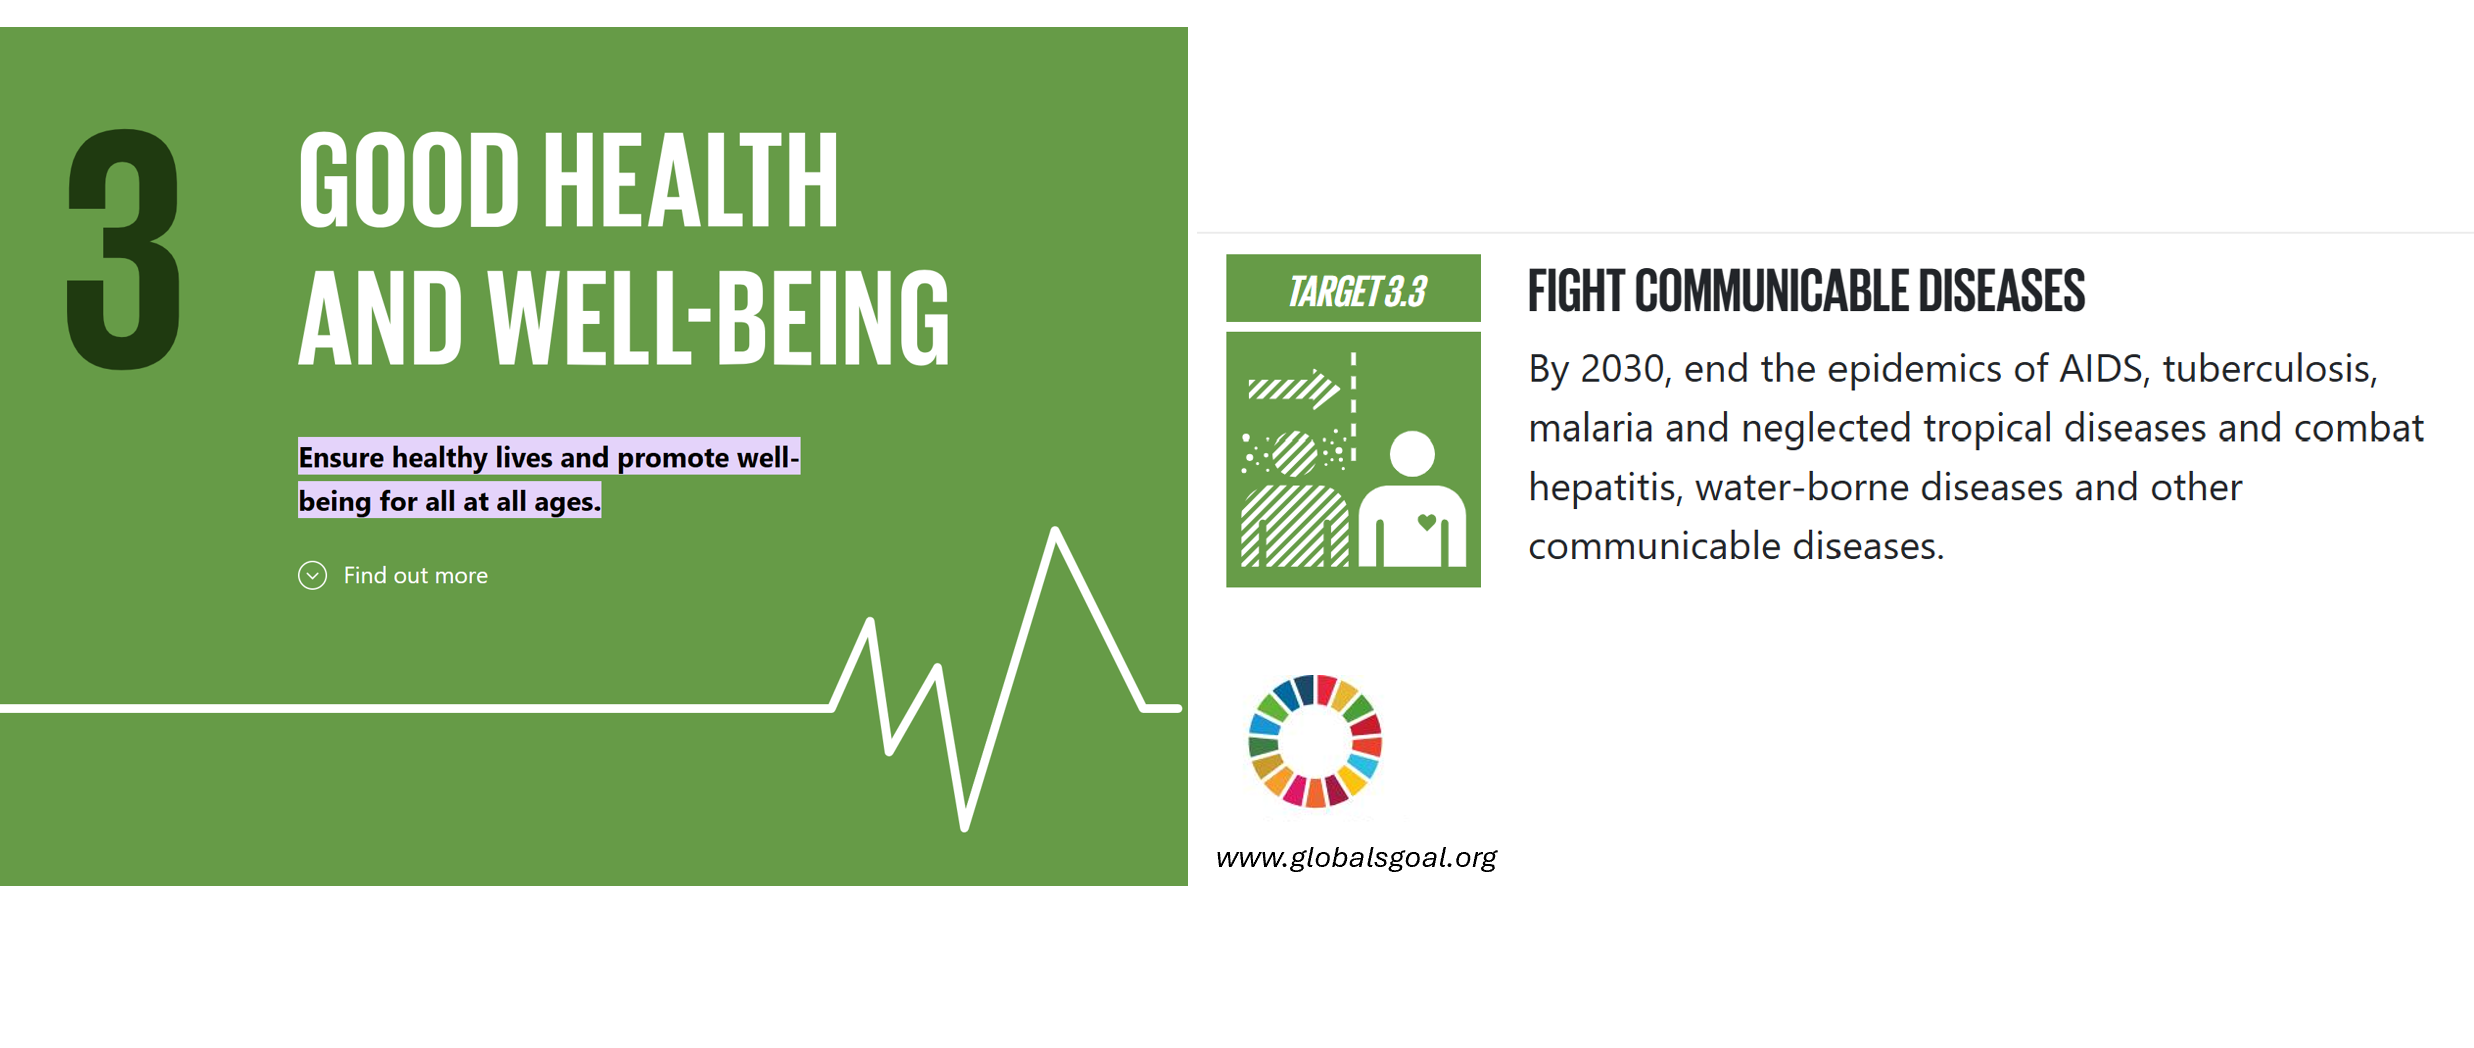 3
GOOD HEALTH
AND WELL-BEING
Ensure healthy lives and promote well-
being for all at all ages.
Find out more
TARGET 3.3
FIGHT COMMUNICABLE DISEASES
By 2030, end the epidemics of AIDS, tuberculosis,
malaria and neglected tropical diseases and combat
hepatitis, water-borne diseases and other
communicable diseases.
www.globalsgoal.org